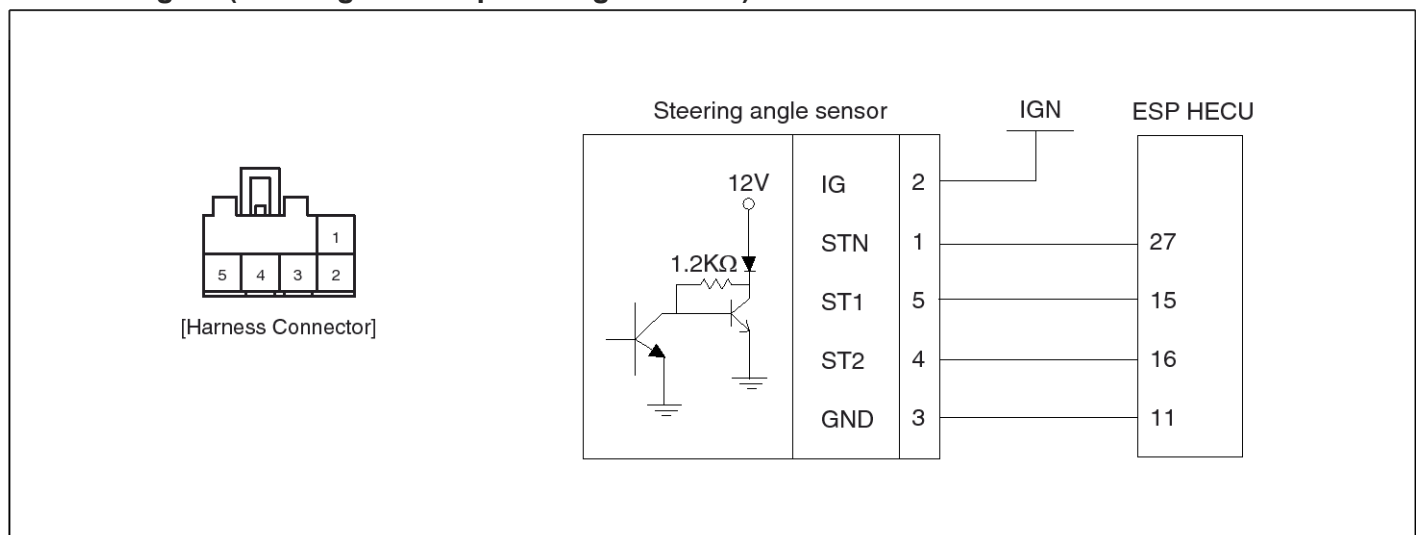 Steering angle sensor IGN ESP HECU
12V IG 2
1 STN 1 27
1.2KΩ
5 4 3 2
ST1 5 15
[Harness Connector]
ST2 4 16
GND 3 11